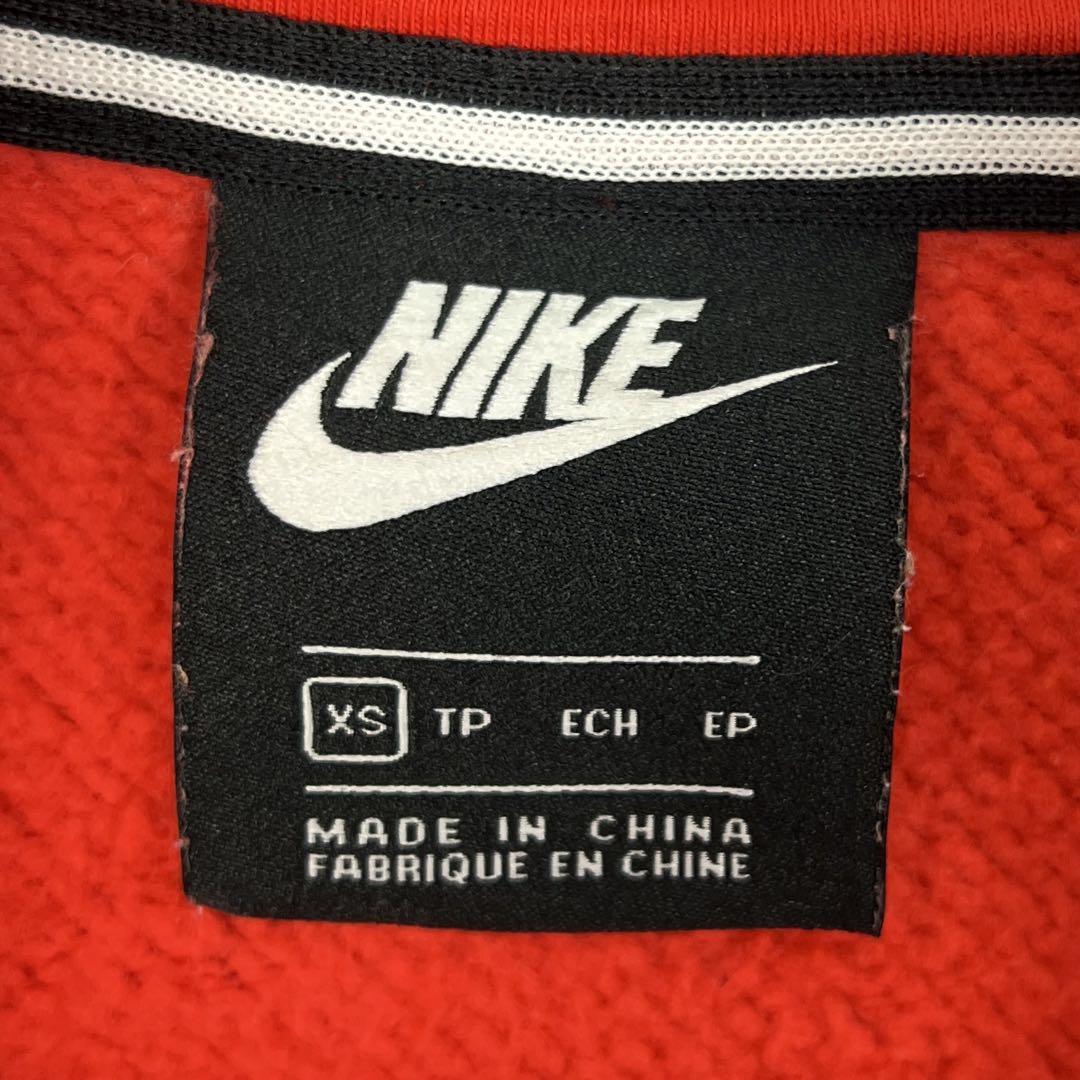 NIKE
XS TP ECH EP
MADE IN CHINA
FABRIQUE EN CHINE